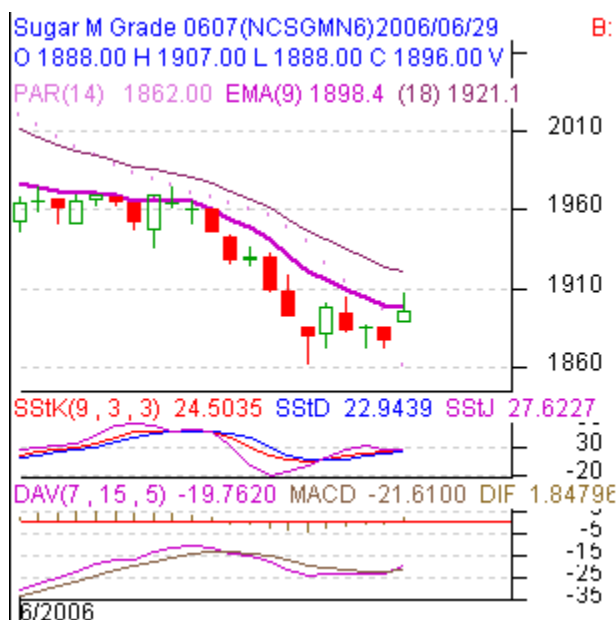 Sugar M Grade 0607(NCSGMN6)2006/06/29 B:
O 1888.00 H 1907.00 L 1888.00 C 1896.00 V
PAR(14) 1862.00 EMA(9) 1898.4 (18) 1921.1
2010
1960
1910
1860
SStK(9,3,3) 24.5035 SStD 22.9439 SStJ 27.6227
30
-20
DAV(7,15,5) -19.7620 MACD -21.6100 DIF 1.84796
-5
-15
-25
-35
6/2006